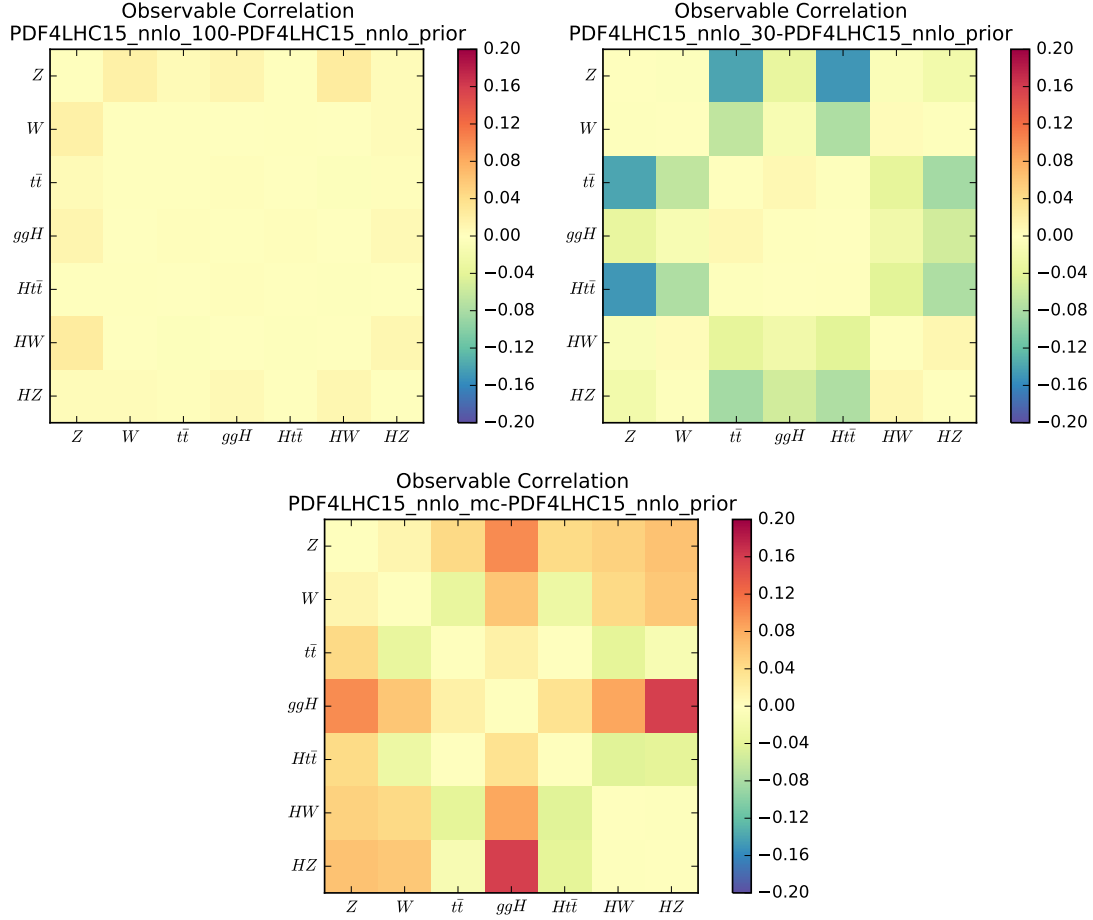 Observable Correlation
PDF4LHC15_nnlo_100-PDF4LHC15_nnlo_prior
Z
W
tt̄
ggH
Htt̄
HW
HZ
Z W tt̄ ggH Htt̄ HW HZ
0.20
0.16
0.12
0.08
0.04
0.00
−0.04
−0.08
−0.12
−0.16
−0.20
Observable Correlation
PDF4LHC15_nnlo_30-PDF4LHC15_nnlo_prior
Z
W
tt̄
ggH
Htt̄
HW
HZ
Z W tt̄ ggH Htt̄ HW HZ
0.20
0.16
0.12
0.08
0.04
0.00
−0.04
−0.08
−0.12
−0.16
−0.20
Observable Correlation
PDF4LHC15_nnlo_mc-PDF4LHC15_nnlo_prior
Z
W
tt̄
ggH
Htt̄
HW
HZ
Z W tt̄ ggH Htt̄ HW HZ
0.20
0.16
0.12
0.08
0.04
0.00
−0.04
−0.08
−0.12
−0.16
−0.20